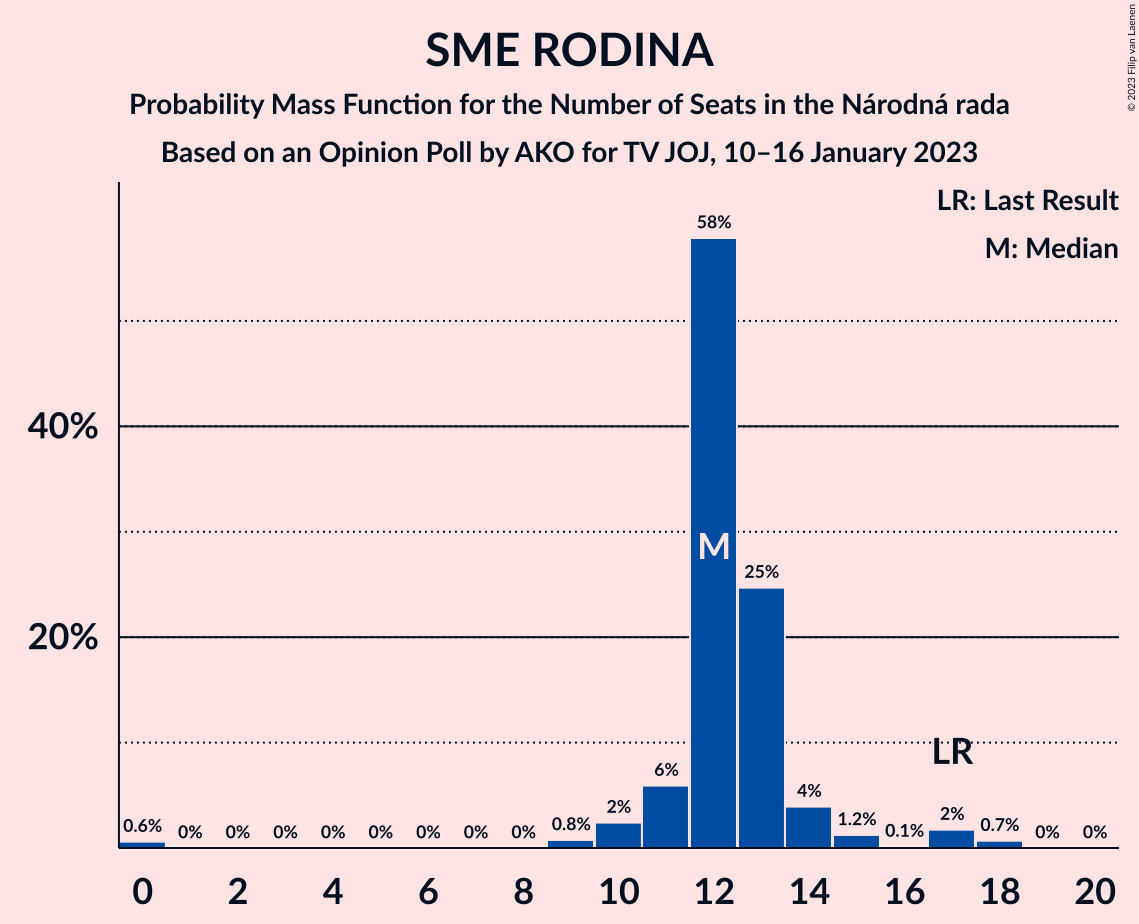 SME RODINA
Probability Mass Function for the Number of Seats in the Národná rada
Based on an Opinion Poll by AKO for TV JOJ, 10–16 January 2023
© 2023 Filip van Laenen
LR: Last Result
M: Median
58%
40%
M
25%
20%
LR
6%
4%
2%
2%
1.2%
0.6% 0% 0% 0% 0% 0% 0% 0% 0% 0.8% 0.1% 0.7% 0% 0%
0 2 4 6 8 10 12 14 16 18 20